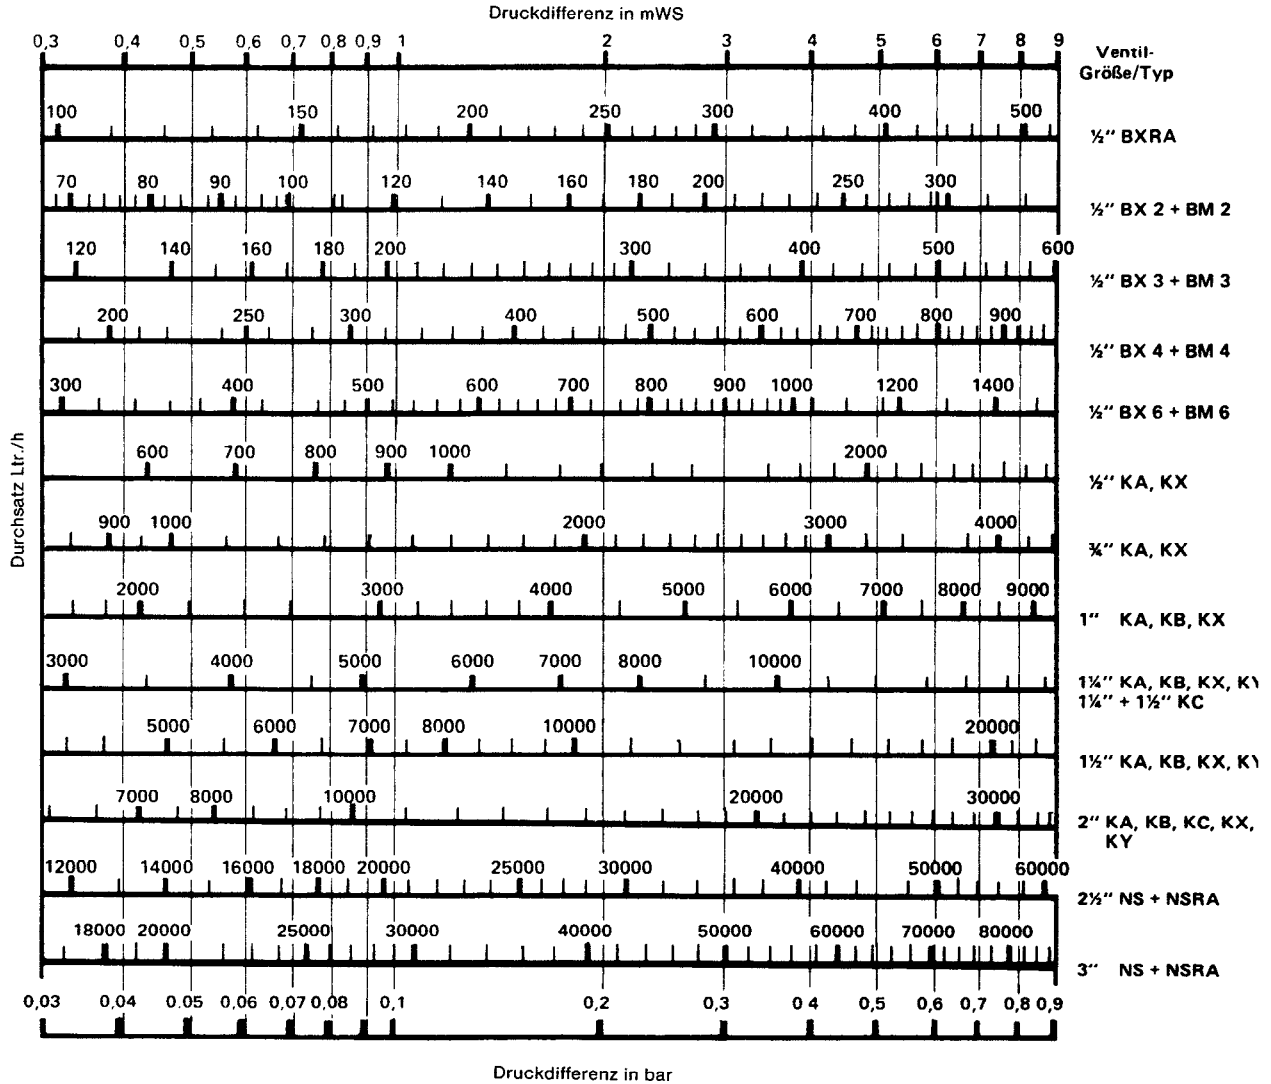 Druckdifferenz in mWS
0,3 0,4 0,5 0,6 0,7 0,8 0,9 1 2 3 4 5 6 7 8 9
Ventil-
Größe/Typ
100 150 200 250 300 400 500
½" BXRA
70 80 90 100 120 140 160 180 200 250 300
½" BX 2 + BM 2
120 140 160 180 200 300 400 500 600
½" BX 3 + BM 3
200 250 300 400 500 600 700 800 900
½" BX 4 + BM 4
300 400 500 600 700 800 900 1000 1200 1400
½" BX 6 + BM 6
Durchsatz Ltr./h
600 700 800 900 1000 2000
½" KA, KX
900 1000 2000 3000 4000
¾" KA, KX
2000 3000 4000 5000 6000 7000 8000 9000
1" KA, KB, KX
3000 4000 5000 6000 7000 8000 10000
1¼" KA, KB, KX, KY
1¼" + 1½" KC
5000 6000 7000 8000 10000 20000
1½" KA, KB, KX, KY
7000 8000 10000 20000 30000
2" KA, KB, KC, KX,
KY
12000 14000 16000 18000 20000 25000 30000 40000 50000 60000
2½" NS + NSRA
18000 20000 25000 30000 40000 50000 60000 70000 80000
3" NS + NSRA
0,03 0,04 0.05 0,06 0,07 0,08 0,1 0,2 0,3 0 4 0,5 0,6 0,7 0,8 0,9
Druckdifferenz in bar